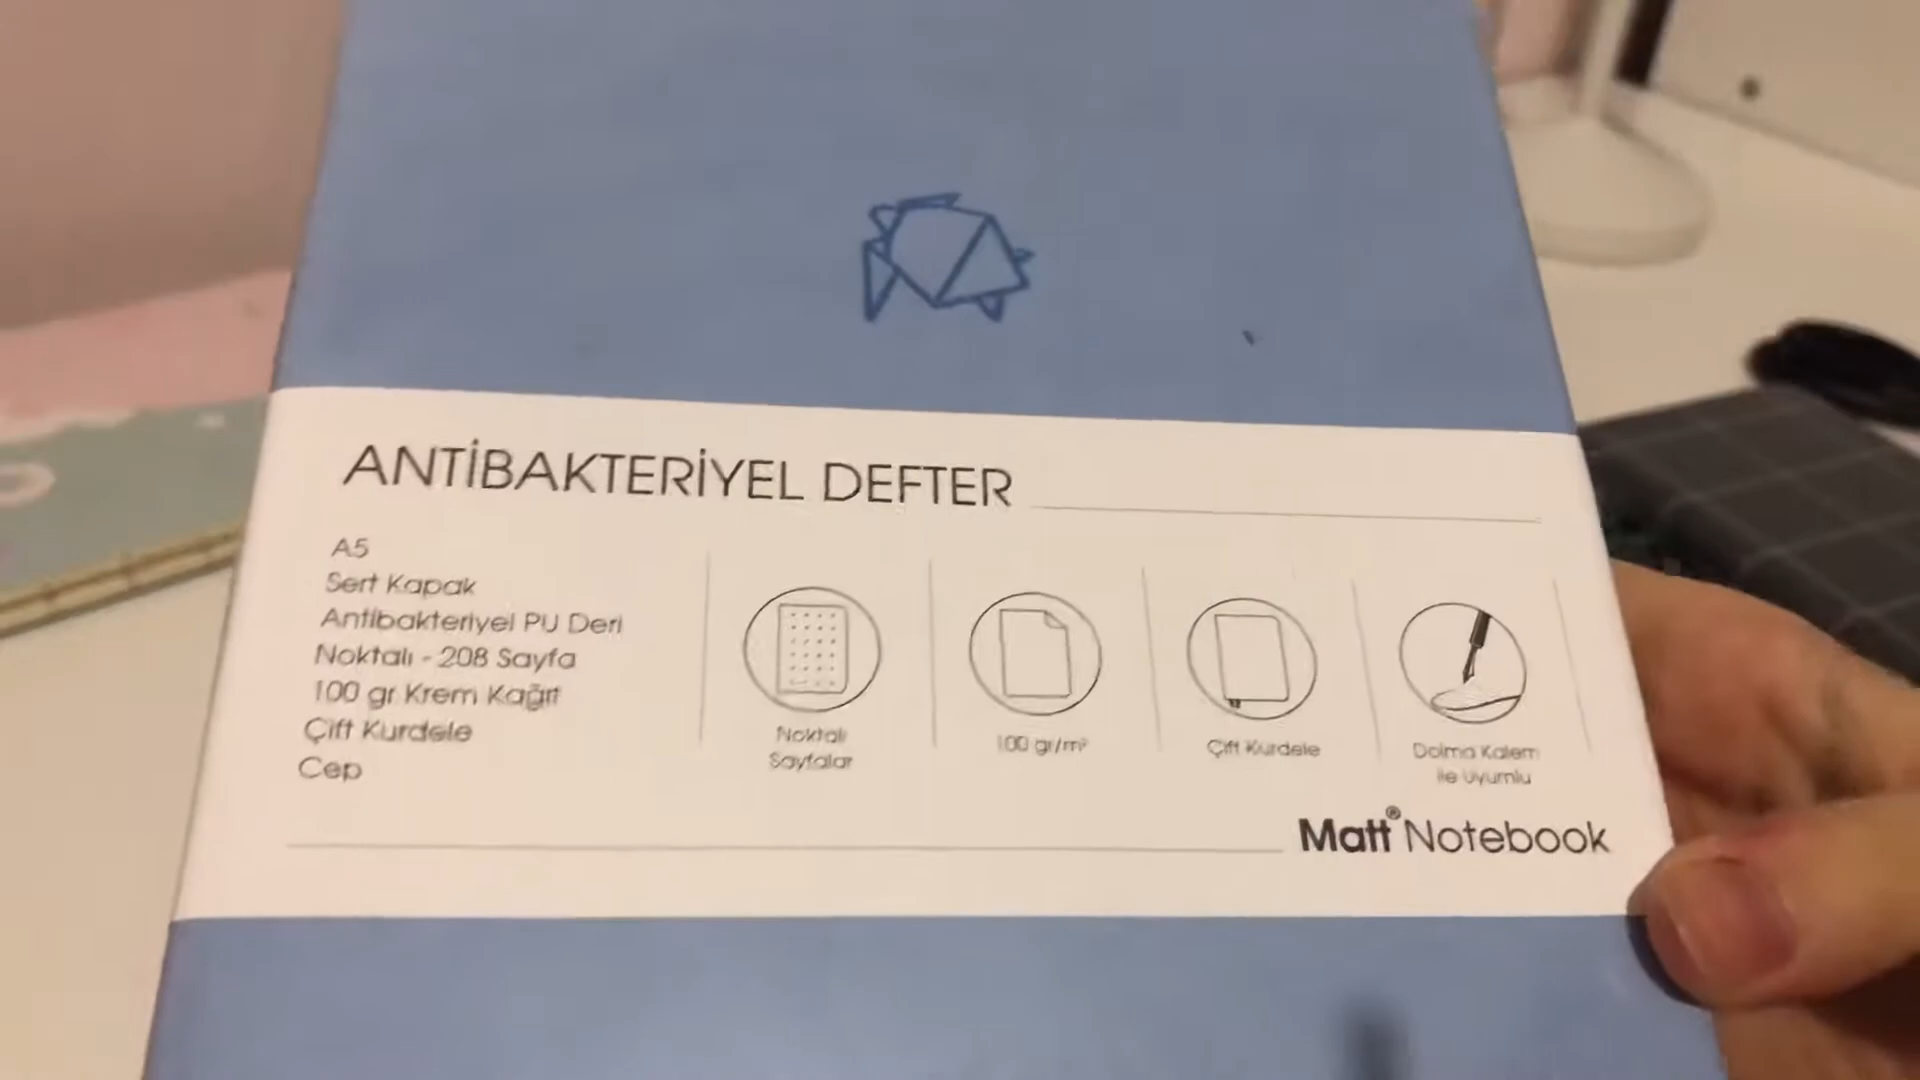 ANTİBAKTERİYEL DEFTER
A5
Sert Kapak
Antibakteriyel PU Deri
Noktalı - 208 Sayfa
100 gr Krem Kağıt
Çift Kurdele
Cep
Noktalı
Sayfalar
100 gr/m²
Çift Kurdele
Dolma Kalem
ile Uyumlu
Matt® Notebook